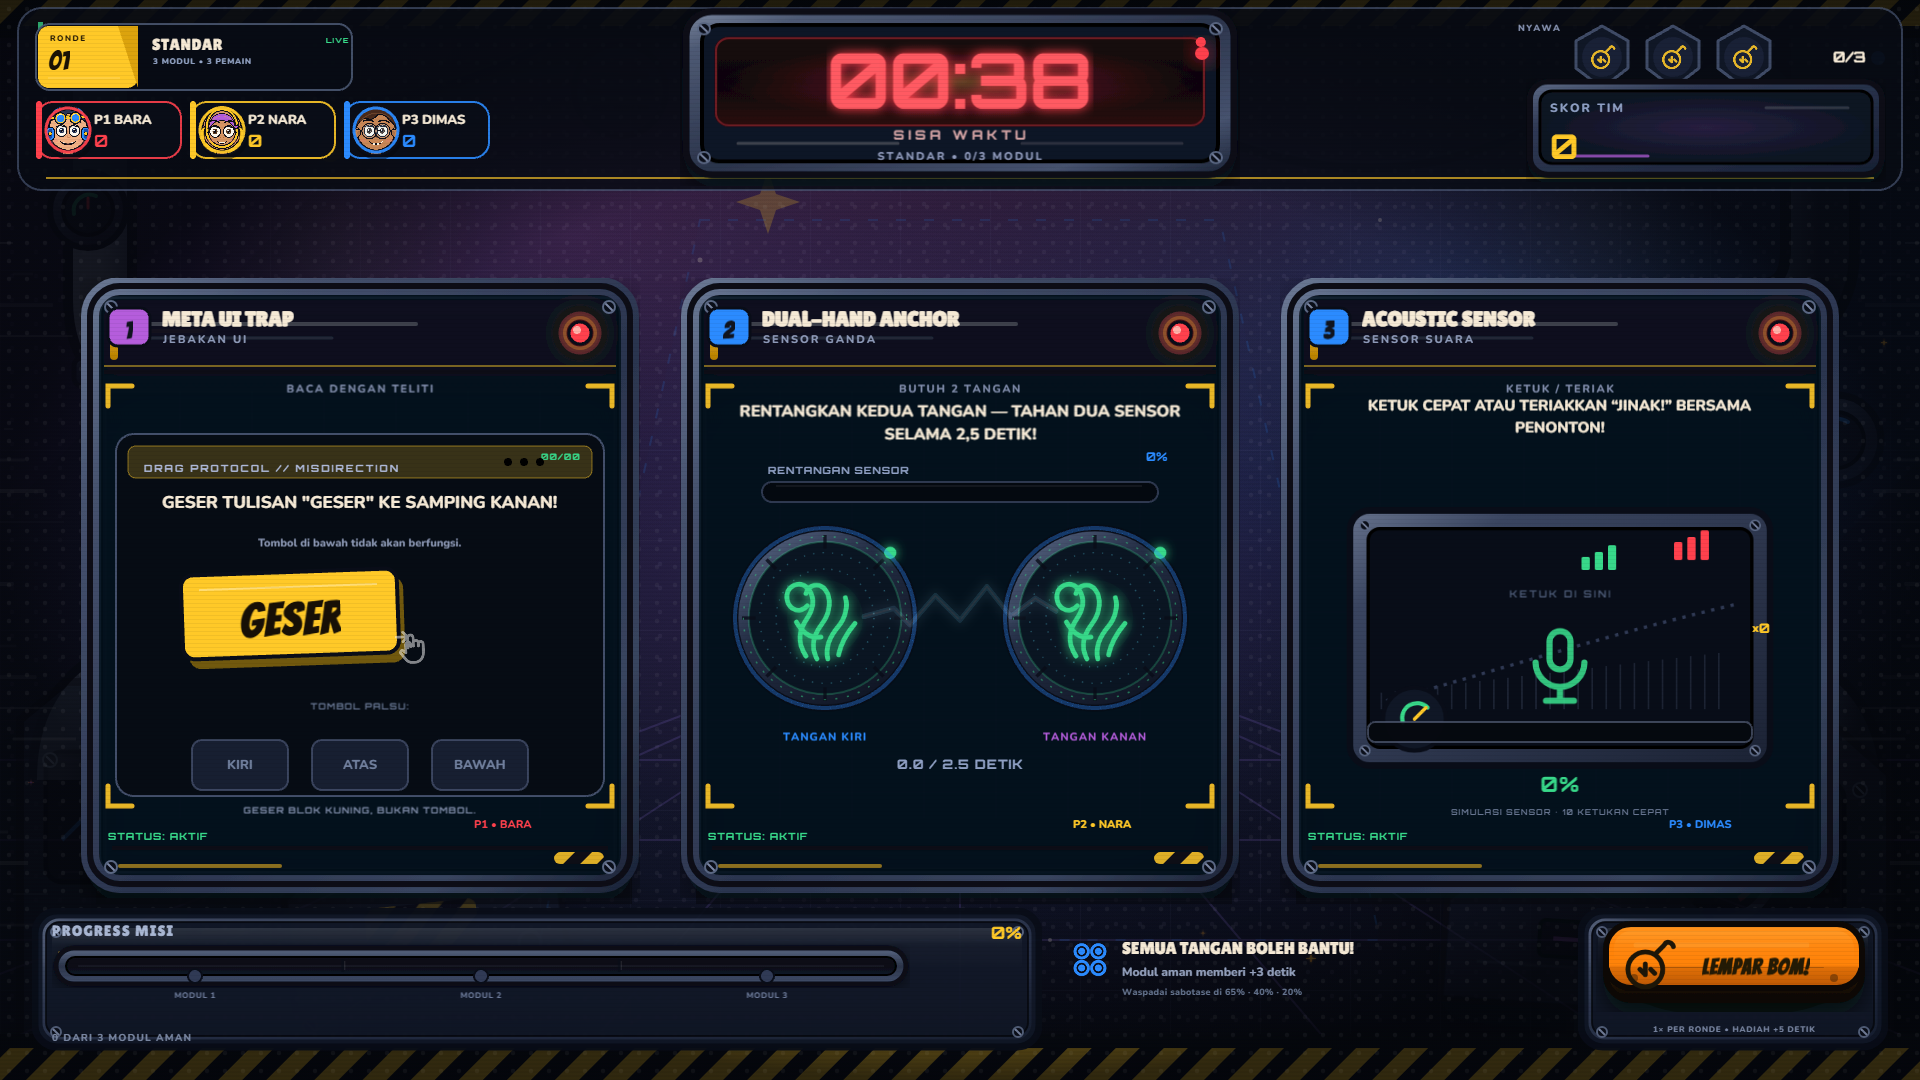 RONDE
01
STANDAR
3 MODUL • 3 PEMAIN
LIVE
P1 BARA
0
P2 NARA
0
P3 DIMAS
0
00:38
SISA WAKTU
STANDAR • 0/3 MODUL
NYAWA
0/3
SKOR TIM
0
1
META UI TRAP
JEBAKAN UI
BACA DENGAN TELITI
DRAG PROTOCOL // MISDIRECTION
00/00
GESER TULISAN "GESER" KE SAMPING KANAN!
Tombol di bawah tidak akan berfungsi.
GESER
TOMBOL PALSU:
KIRI
ATAS
BAWAH
GESER BLOK KUNING, BUKAN TOMBOL.
P1 • BARA
STATUS: AKTIF
2
DUAL-HAND ANCHOR
SENSOR GANDA
BUTUH 2 TANGAN
RENTANGKAN KEDUA TANGAN — TAHAN DUA SENSOR
SELAMA 2,5 DETIK!
0%
RENTANGAN SENSOR
TANGAN KIRI
TANGAN KANAN
0.0 / 2.5 DETIK
P2 • NARA
STATUS: AKTIF
3
ACOUSTIC SENSOR
SENSOR SUARA
KETUK / TERIAK
KETUK CEPAT ATAU TERIAKKAN “JINAK!” BERSAMA
PENONTON!
KETUK DI SINI
x0
0%
SIMULASI SENSOR · 10 KETUKAN CEPAT
P3 • DIMAS
STATUS: AKTIF
PROGRESS MISI
0%
MODUL 1
MODUL 2
MODUL 3
0 DARI 3 MODUL AMAN
SEMUA TANGAN BOLEH BANTU!
Modul aman memberi +3 detik
Waspadai sabotase di 65% · 40% · 20%
LEMPAR BOM!
1× PER RONDE • HADIAH +5 DETIK